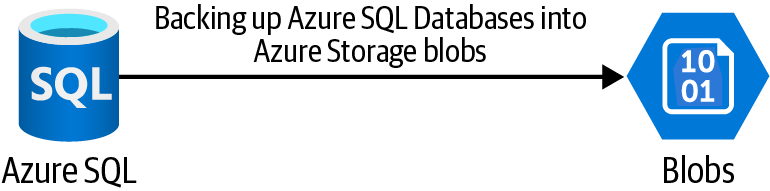 Backing up Azure SQL Databases into
Azure Storage blobs
SQL
10
01
Azure SQL
Blobs